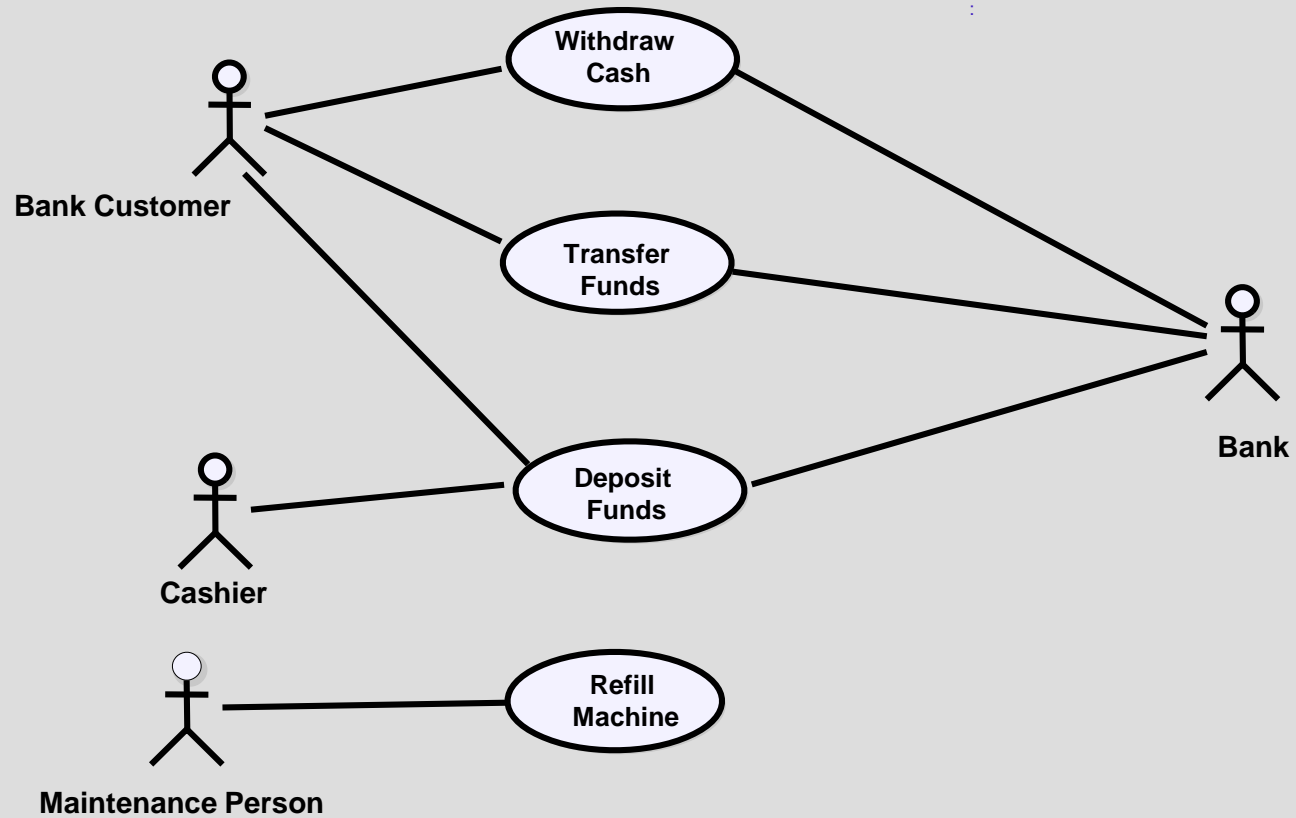 :
Withdraw
Cash
Bank Customer
Transfer
Funds
Bank
Deposit
Funds
Cashier
Refill
Machine
Maintenance Person